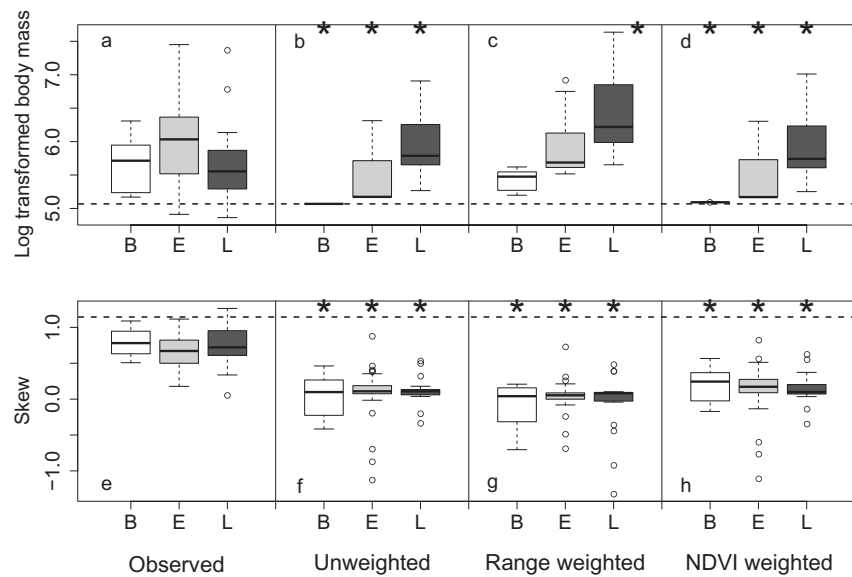 Log transformed body mass
7.0
6.0
5.0
a
b
c
d
* * * * * * *
B E L B E L B E L B E L
Skew
1.0
0.0
−1.0
* * * * * * * * *
e
f
g
h
B E L B E L B E L B E L
Observed Unweighted Range weighted NDVI weighted